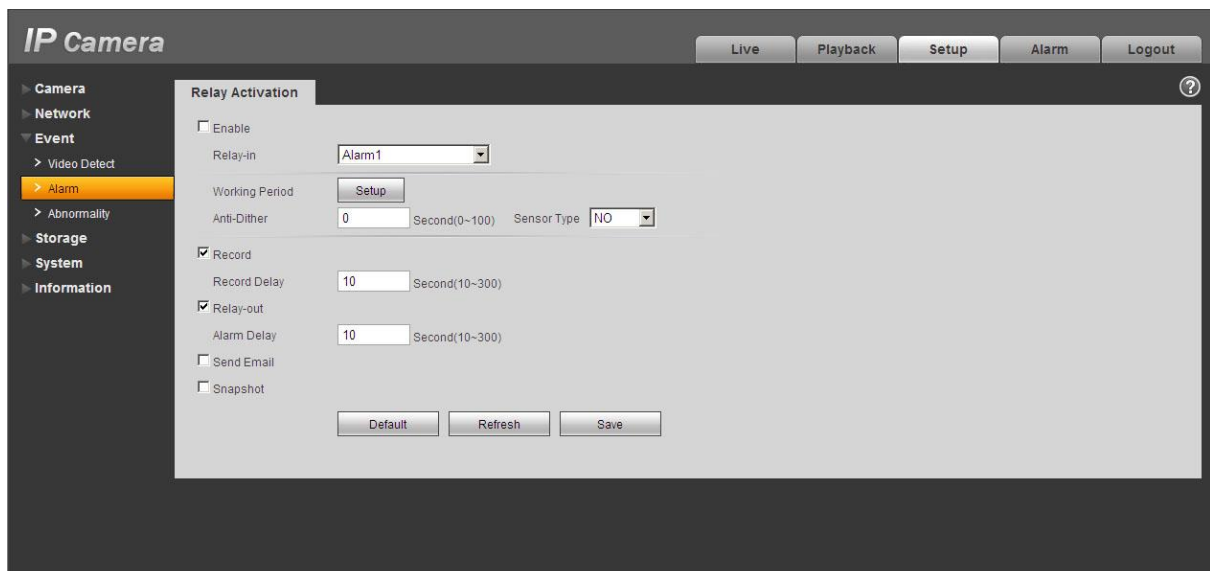 IP Camera
Live Playback Setup Alarm Logout
Camera
Network
Event
> Video Detect
> Alarm
> Abnormality
Storage
System
Information
Relay Activation
?
Enable
Relay-in Alarm1
Working Period Setup
Anti-Dither 0 Second(0~100) Sensor Type NO
Record
Record Delay 10 Second(10~300)
Relay-out
Alarm Delay 10 Second(10~300)
Send Email
Snapshot
Default Refresh Save